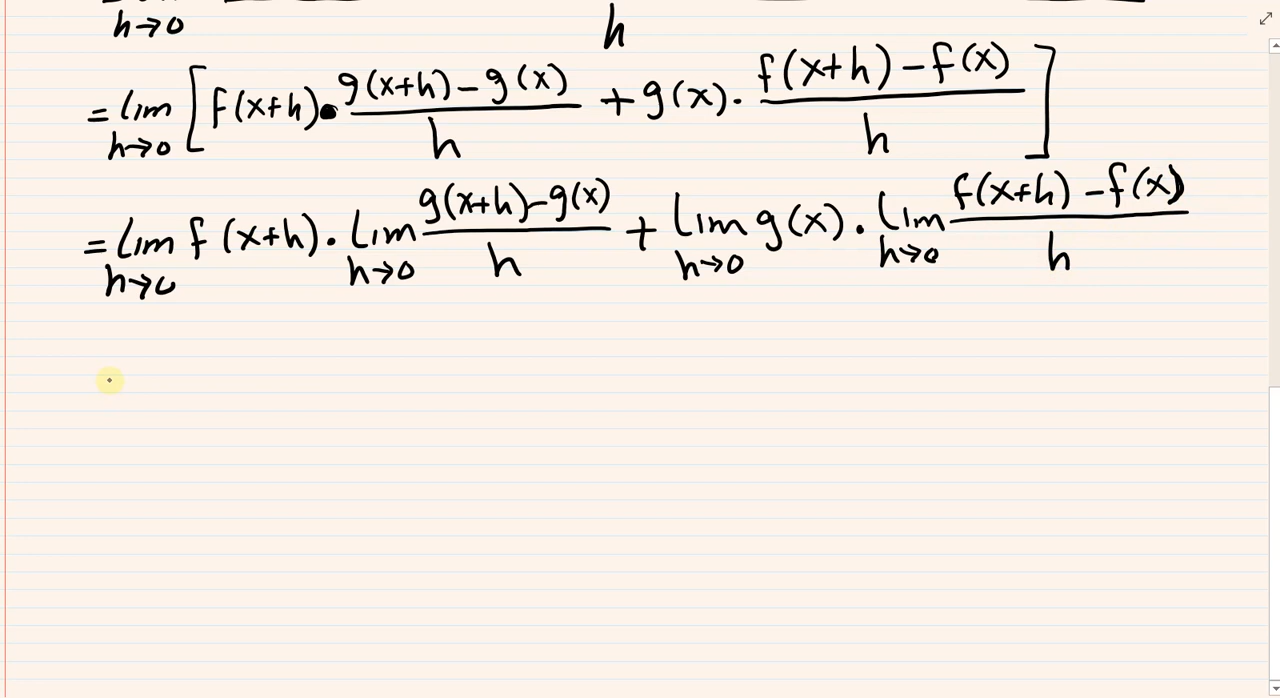 h→0 h
= lim h→0 [ f(x+h) • g(x+h) – g(x) / h + g(x) · f(x+h) – f(x) / h ]
= lim h→0 f(x+h) · lim h→0 g(x+h) – g(x) / h + lim h→0 g(x) · lim h→0 f(x+h) – f(x) / h